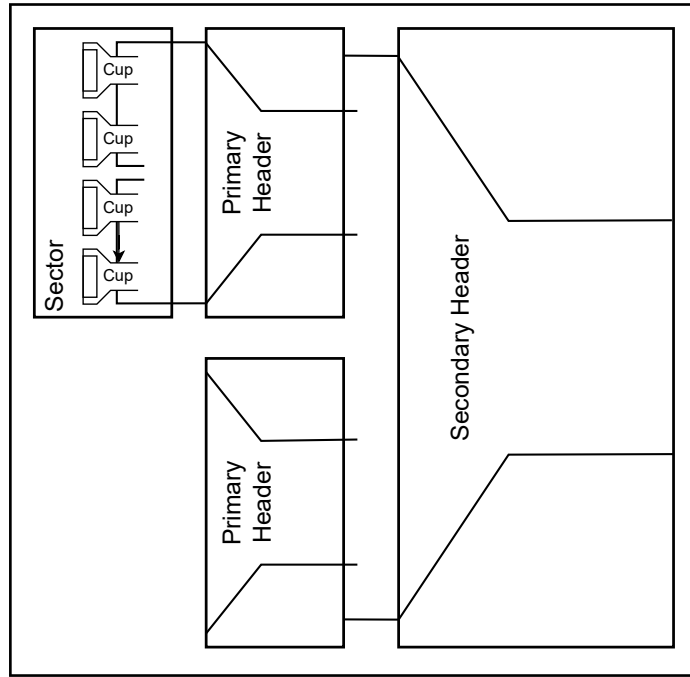 Cup
Cup
Cup
Cup
Sector
Primary
Header
Primary
Header
Secondary Header